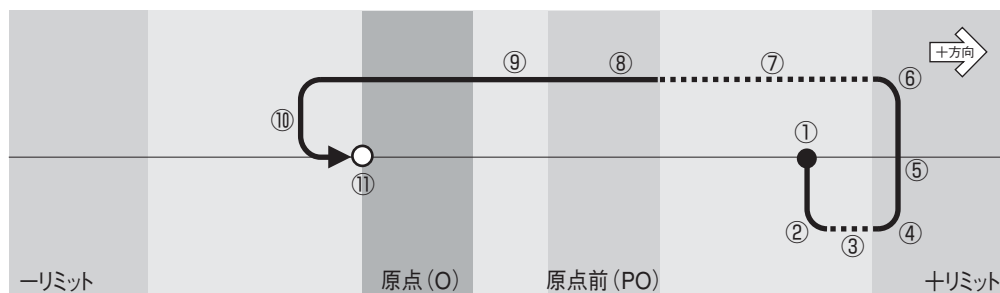 ＋方向
⑨
⑧
⑦
⑥
⑩
①
⑪
⑤
②
③
④
－リミット
原点(O)
原点前(PO)
＋リミット